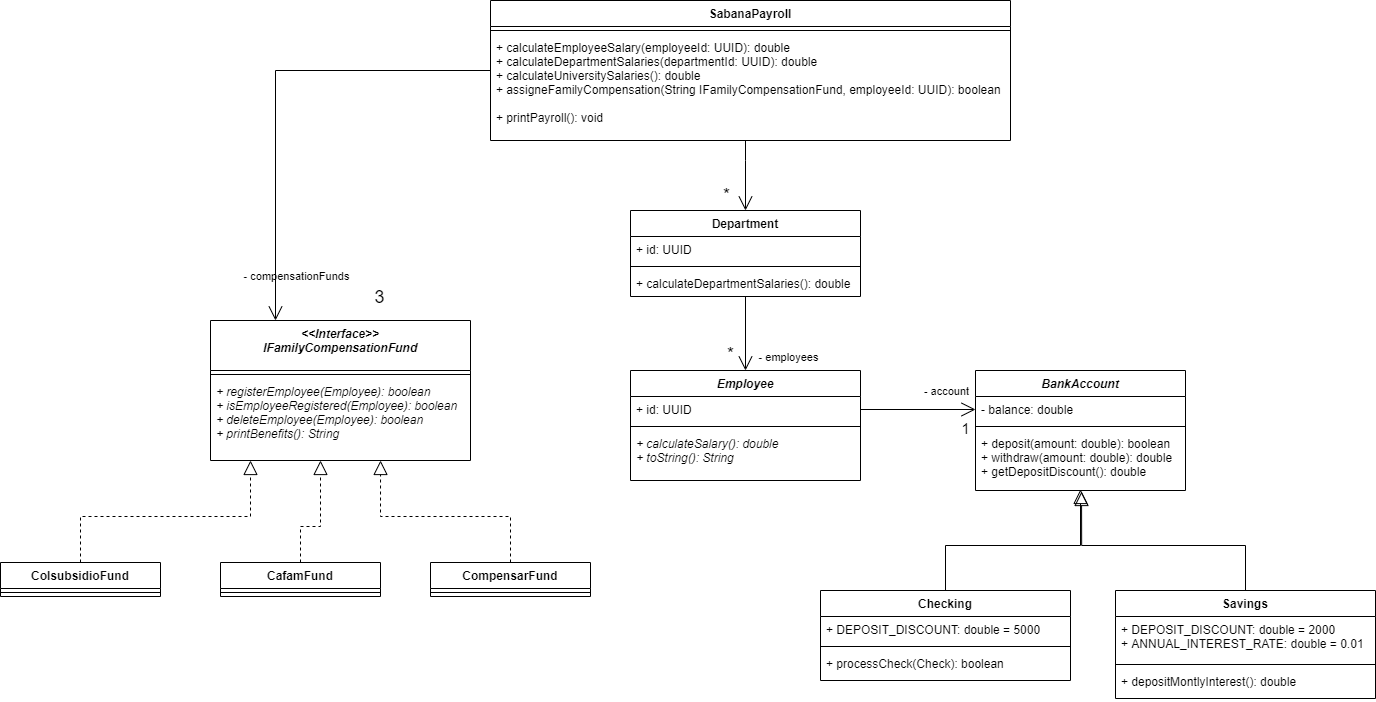 SabanaPayroll
+ calculateEmployeeSalary(employeeId: UUID): double
+ calculateDepartmentSalaries(departmentId: UUID): double
+ calculateUniversitySalaries(): double
+ assigneFamilyCompensation(String IFamilyCompensationFund, employeeId: UUID): boolean
+ printPayroll(): void
*
Department
+ id: UUID
+ calculateDepartmentSalaries(): double
- compensationFunds
3
<<Interface>>
IFamilyCompensationFund
+ registerEmployee(Employee): boolean
+ isEmployeeRegistered(Employee): boolean
+ deleteEmployee(Employee): boolean
+ printBenefits(): String
*
- employees
Employee
+ id: UUID
+ calculateSalary(): double
+ toString(): String
- account
1
BankAccount
- balance: double
+ deposit(amount: double): boolean
+ withdraw(amount: double): double
+ getDepositDiscount(): double
ColsubsidioFund
CafamFund
CompensarFund
Checking
+ DEPOSIT_DISCOUNT: double = 5000
+ processCheck(Check): boolean
Savings
+ DEPOSIT_DISCOUNT: double = 2000
+ ANNUAL_INTEREST_RATE: double = 0.01
+ depositMontlyInterest(): double